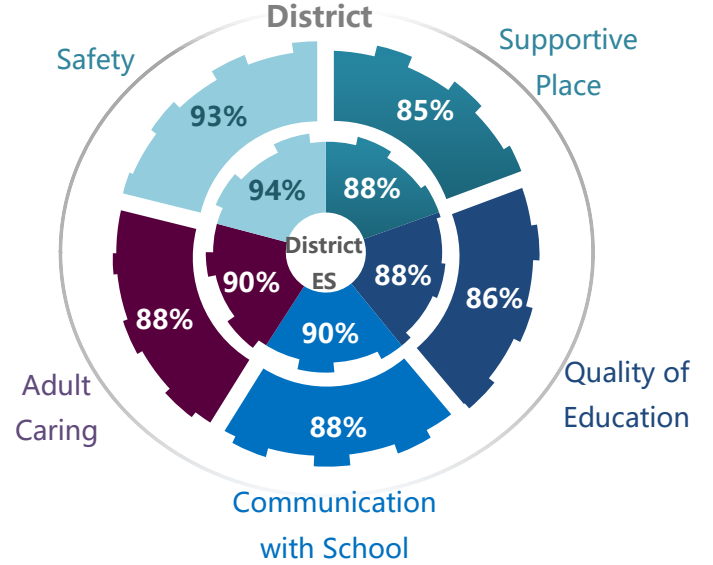 District
Safety
Supportive
Place
93%
85%
94%
88%
District
ES
90%
88%
88%
90%
86%
Adult
Caring
88%
Quality of
Education
Communication
with School